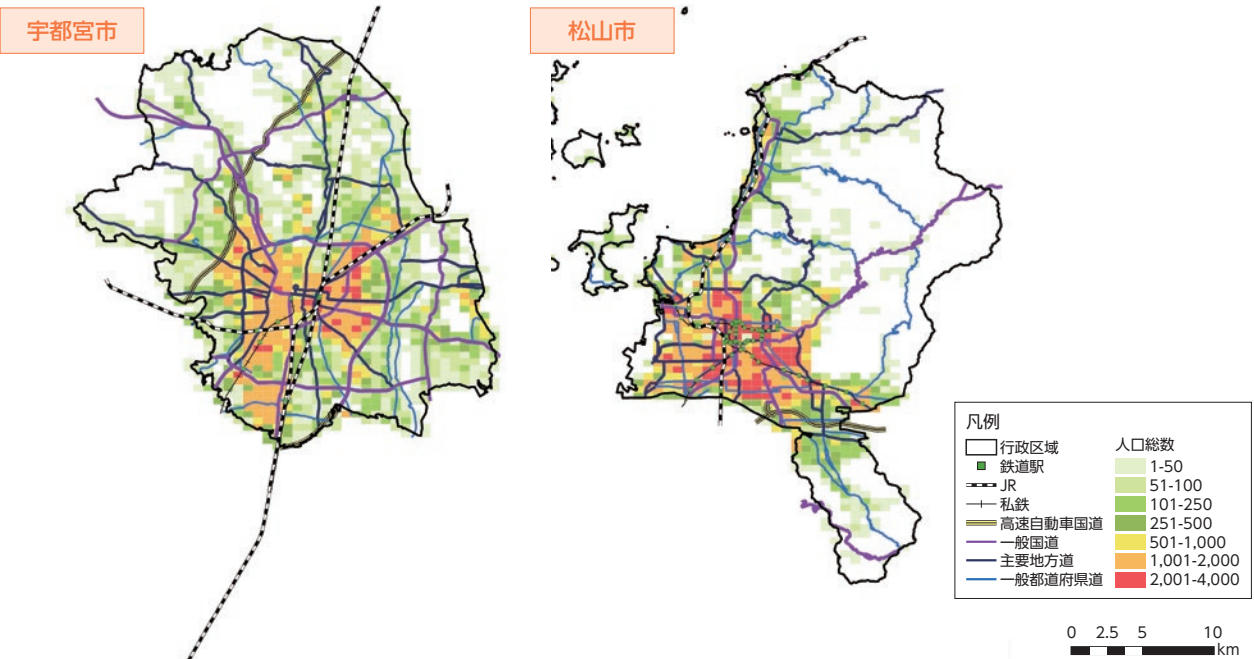 宇都宮市
松山市
凡例
行政区域
鉄道駅
JR
私鉄
高速自動車国道
一般国道
主要地方道
一般都道府県道
人口総数
1-50
51-100
101-250
251-500
501-1,000
1,001-2,000
2,001-4,000
0 2.5 5 10
km